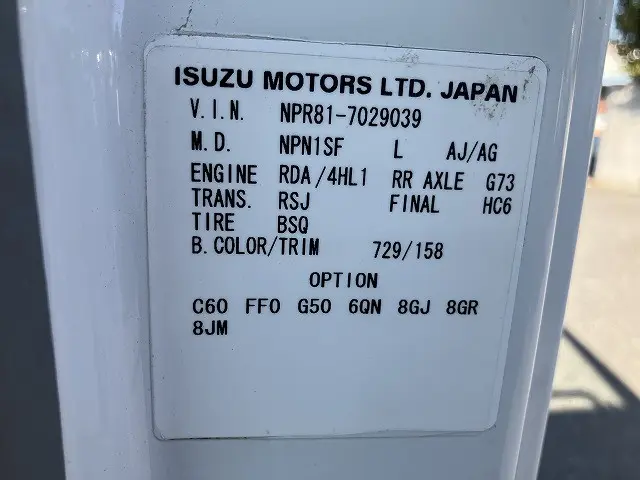 ISUZU MOTORS LTD. JAPAN
V.I.N. NPR81-7029039
M.D. NPN1SF L AJ/AG
ENGINE RDA/4HL1 RR AXLE G73
TRANS. RSJ FINAL HC6
TIRE BSQ
B.COLOR/TRIM 729/158
OPTION
C60 FF0 G50 6QN 8GJ 8GR
8JM